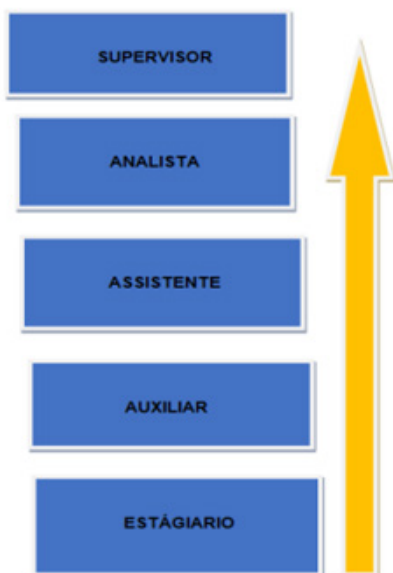 SUPERVISOR
ANALISTA
ASSISTENTE
AUXILIAR
ESTÁGIARIO